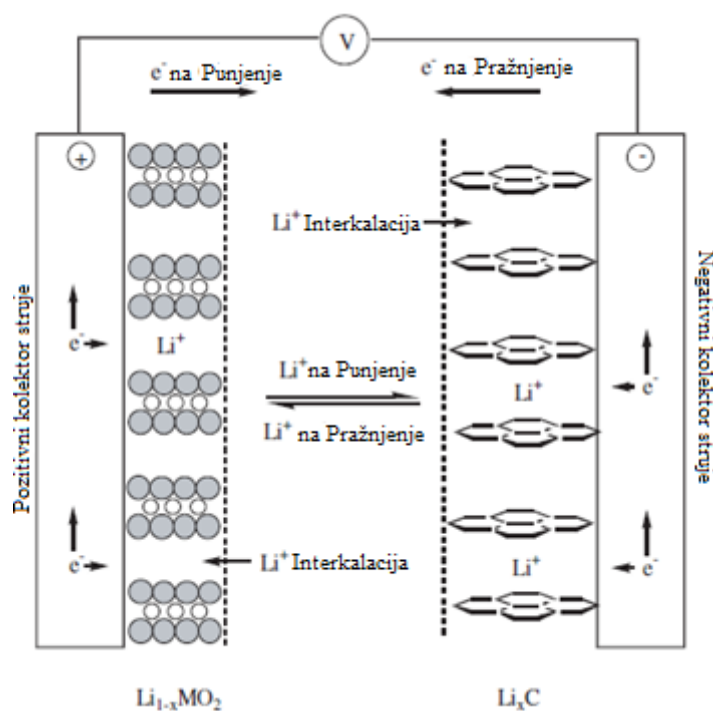 V
e⁻ na Punjenje
e⁻ na Pražnjenje
+
-
Li⁺ Interkalacija
Pozitivni kolektor struje
Negativni kolektor struje
e⁻
Li⁺
Li⁺ na Punjenje
Li⁺ na Pražnjenje
Li⁺
e⁻
e⁻
Li⁺ Interkalacija
Li⁺
e⁻
Li₁₋ₓMO₂
LiₓC